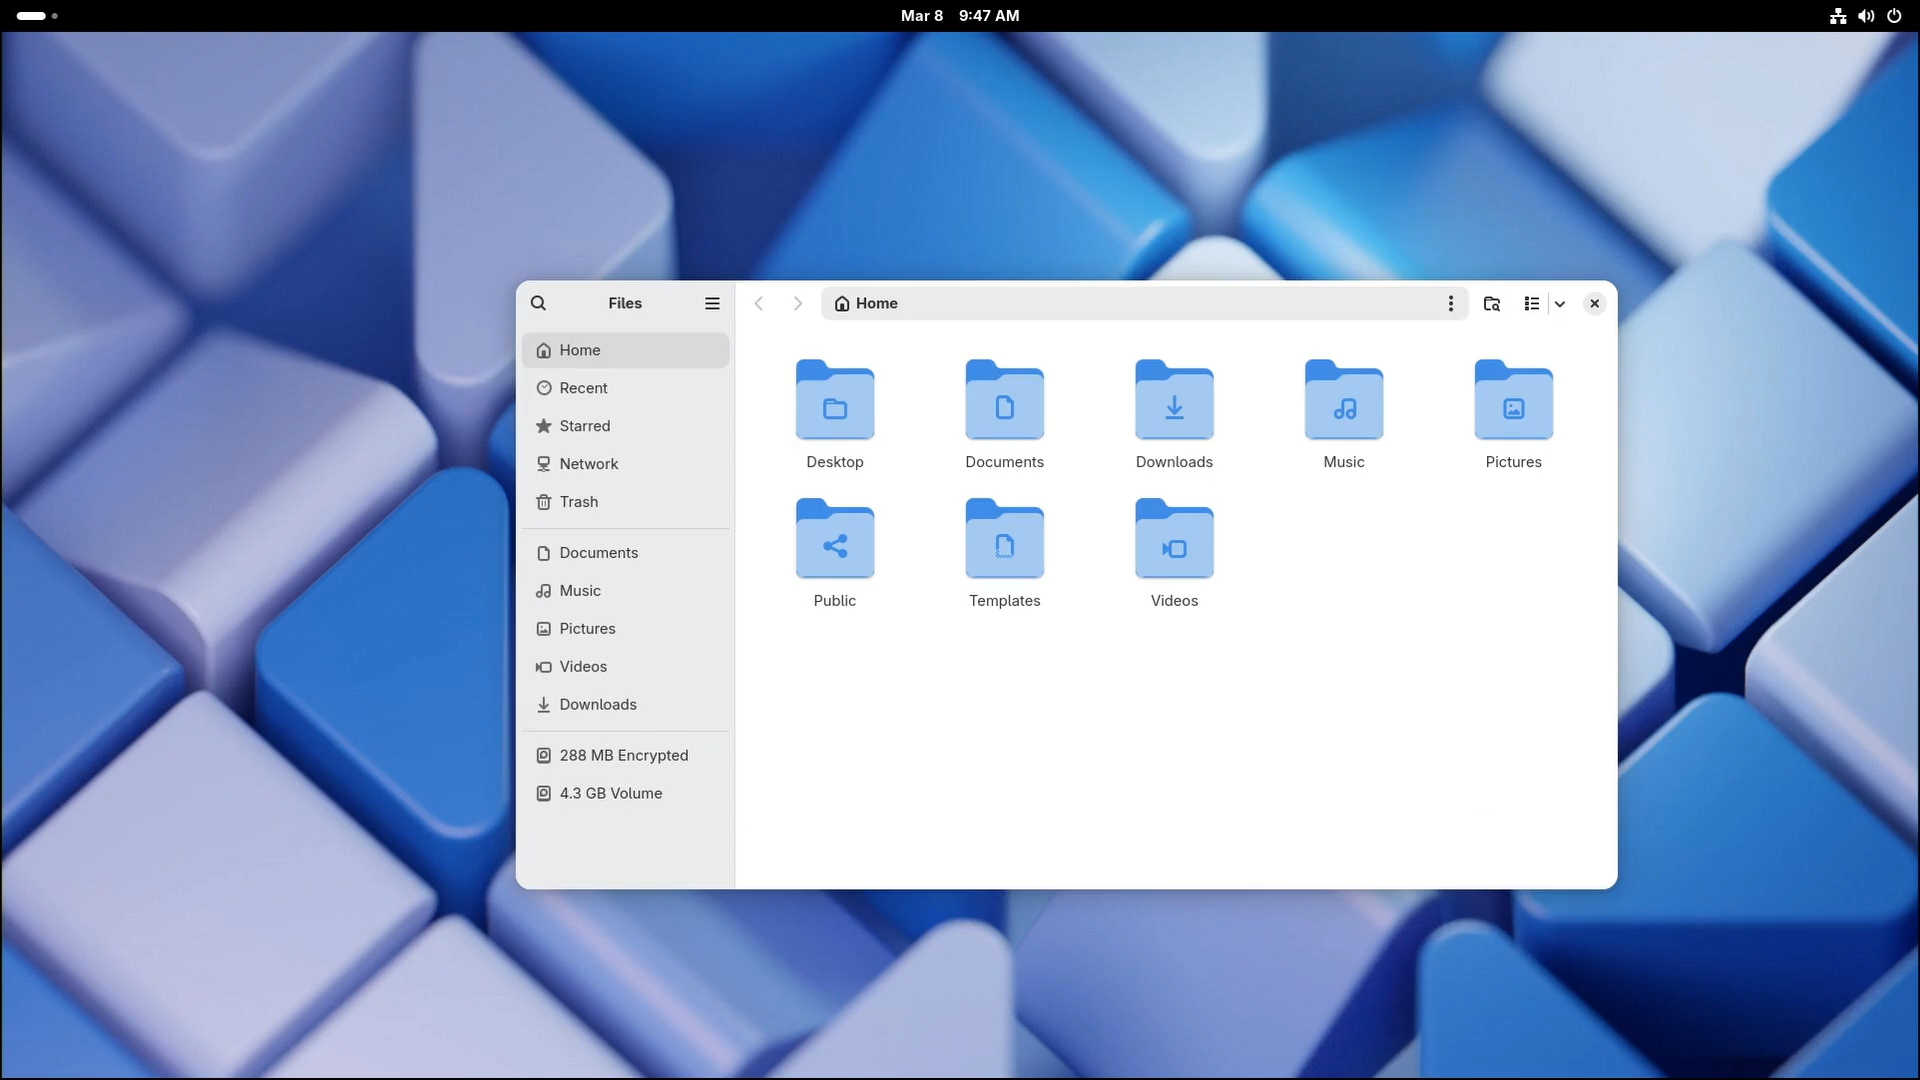 Mar 8 9:47 AM
Files
Home
Home
Recent
Starred
Network
Trash
Documents
Music
Pictures
Videos
Downloads
288 MB Encrypted
4.3 GB Volume
Desktop
Documents
Downloads
Music
Pictures
Public
Templates
Videos